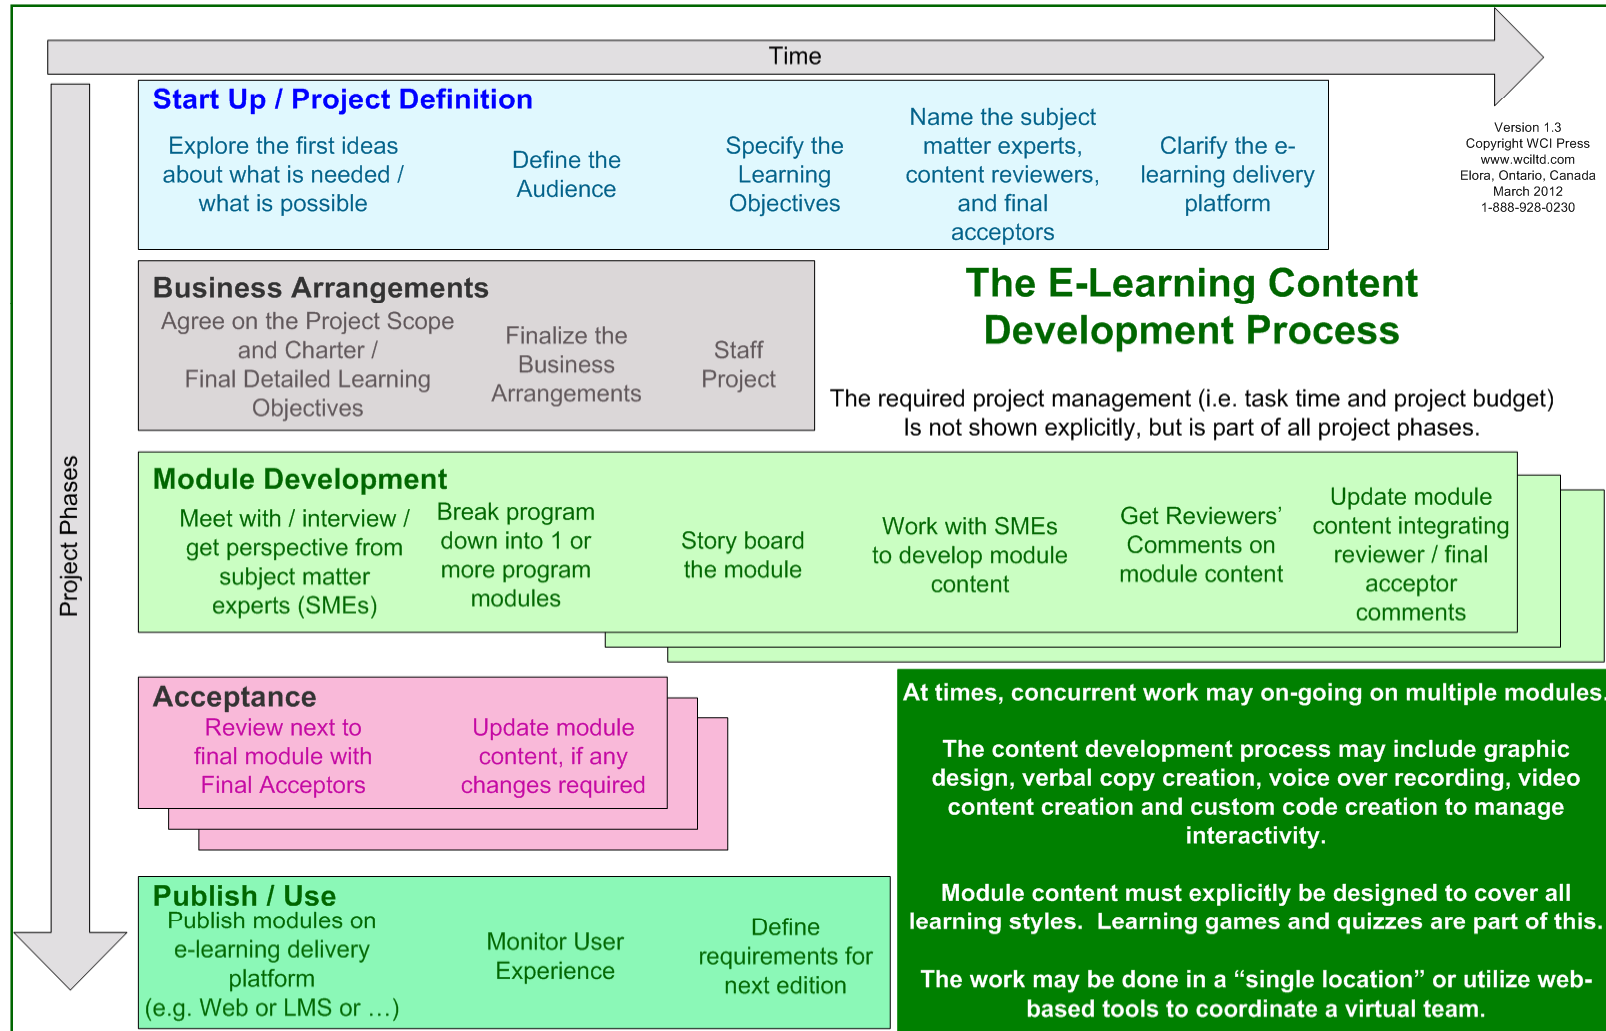 Time
Start Up / Project Definition
Explore the first ideas
about what is needed /
what is possible
Define the
Audience
Specify the
Learning
Objectives
Name the subject
matter experts,
content reviewers,
and final
acceptors
Clarify the e-
learning delivery
platform
Version 1.3
Copyright WCI Press
www.wciltd.com
Elora, Ontario, Canada
March 2012
1-888-928-0230
Project Phases
Business Arrangements
Agree on the Project Scope
and Charter /
Final Detailed Learning
Objectives
Finalize the
Business
Arrangements
Staff
Project
The E-Learning Content
Development Process
The required project management (i.e. task time and project budget)
Is not shown explicitly, but is part of all project phases.
Module Development
Meet with / interview /
get perspective from
subject matter
experts (SMEs)
Break program
down into 1 or
more program
modules
Story board
the module
Work with SMEs
to develop module
content
Get Reviewers’
Comments on
module content
Update module
content integrating
reviewer / final
acceptor
comments
Acceptance
Review next to
final module with
Final Acceptors
Update module
content, if any
changes required
At times, concurrent work may on-going on multiple modules.
The content development process may include graphic
design, verbal copy creation, voice over recording, video
content creation and custom code creation to manage
interactivity.
Module content must explicitly be designed to cover all
learning styles.  Learning games and quizzes are part of this.
The work may be done in a “single location” or utilize web-
based tools to coordinate a virtual team.
Publish / Use
Publish modules on
e-learning delivery
platform
(e.g. Web or LMS or …)
Monitor User
Experience
Define
requirements for
next edition